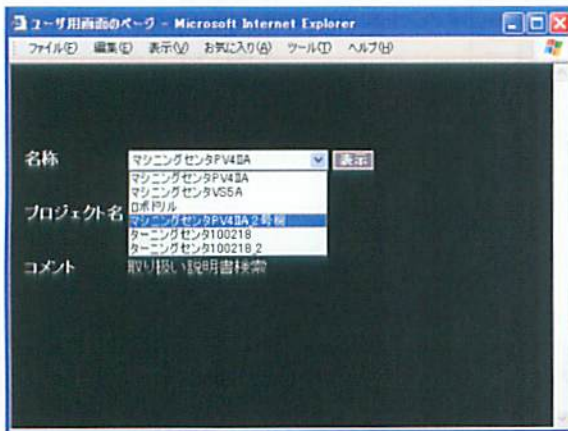 ユーザ用画面のページ - Microsoft Internet Explorer
ファイル(F) 編集(E) 表示(V) お気に入り(A) ツール(T) ヘルプ(H)
名称 マシニングセンタPV4ⅡA 表示
マシニングセンタPV4ⅡA
マシニングセンタVS5A
ロボドリル
プロジェクト名 マシニングセンタPV4ⅡA_2号機
ターニングセンタ100218
ターニングセンタ100218_2
コメント 取り扱い説明書検索